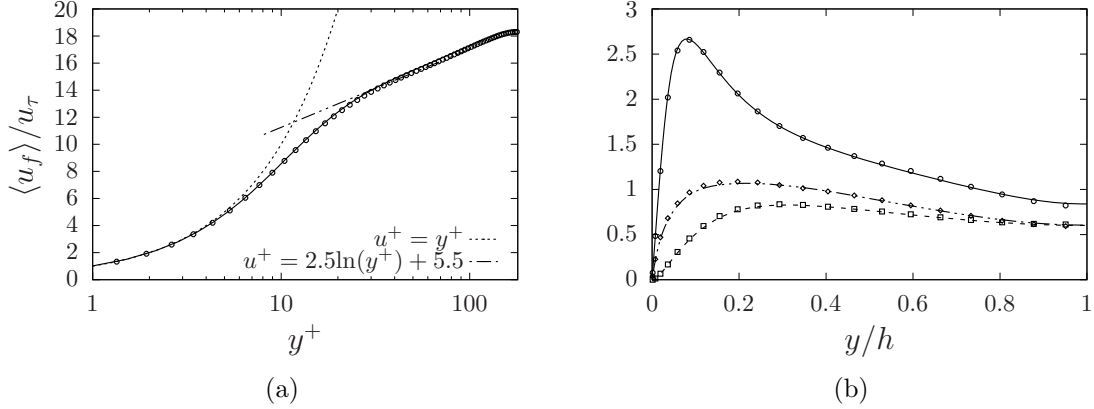 20
18
16
14
12
10
8
6
4
2
0
⟨u_f⟩/u_τ
u⁺ = y⁺
u⁺ = 2.5ln(y⁺) + 5.5
1 10 100
y⁺
(a)
3
2.5
2
1.5
1
0.5
0
0 0.2 0.4 0.6 0.8 1
y/h
(b)